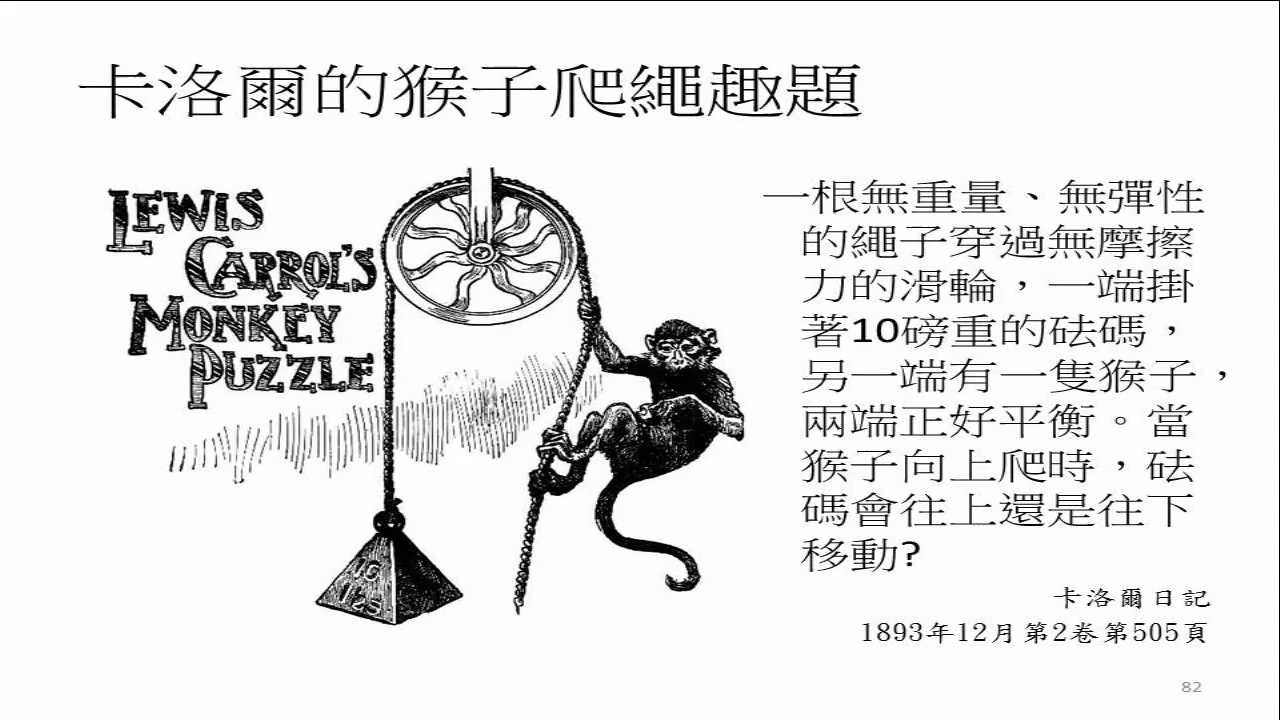 卡洛爾的猴子爬繩趣題
LEWIS
CARROL'S
MONKEY
PUZZLE
10
一根無重量、無彈性
的繩子穿過無摩擦
力的滑輪，一端掛
著10磅重的砝碼，
另一端有一隻猴子，
兩端正好平衡。當
猴子向上爬時，砝
碼會往上還是往下
移動?
卡洛爾日記
1893年12月第2卷第505頁
82